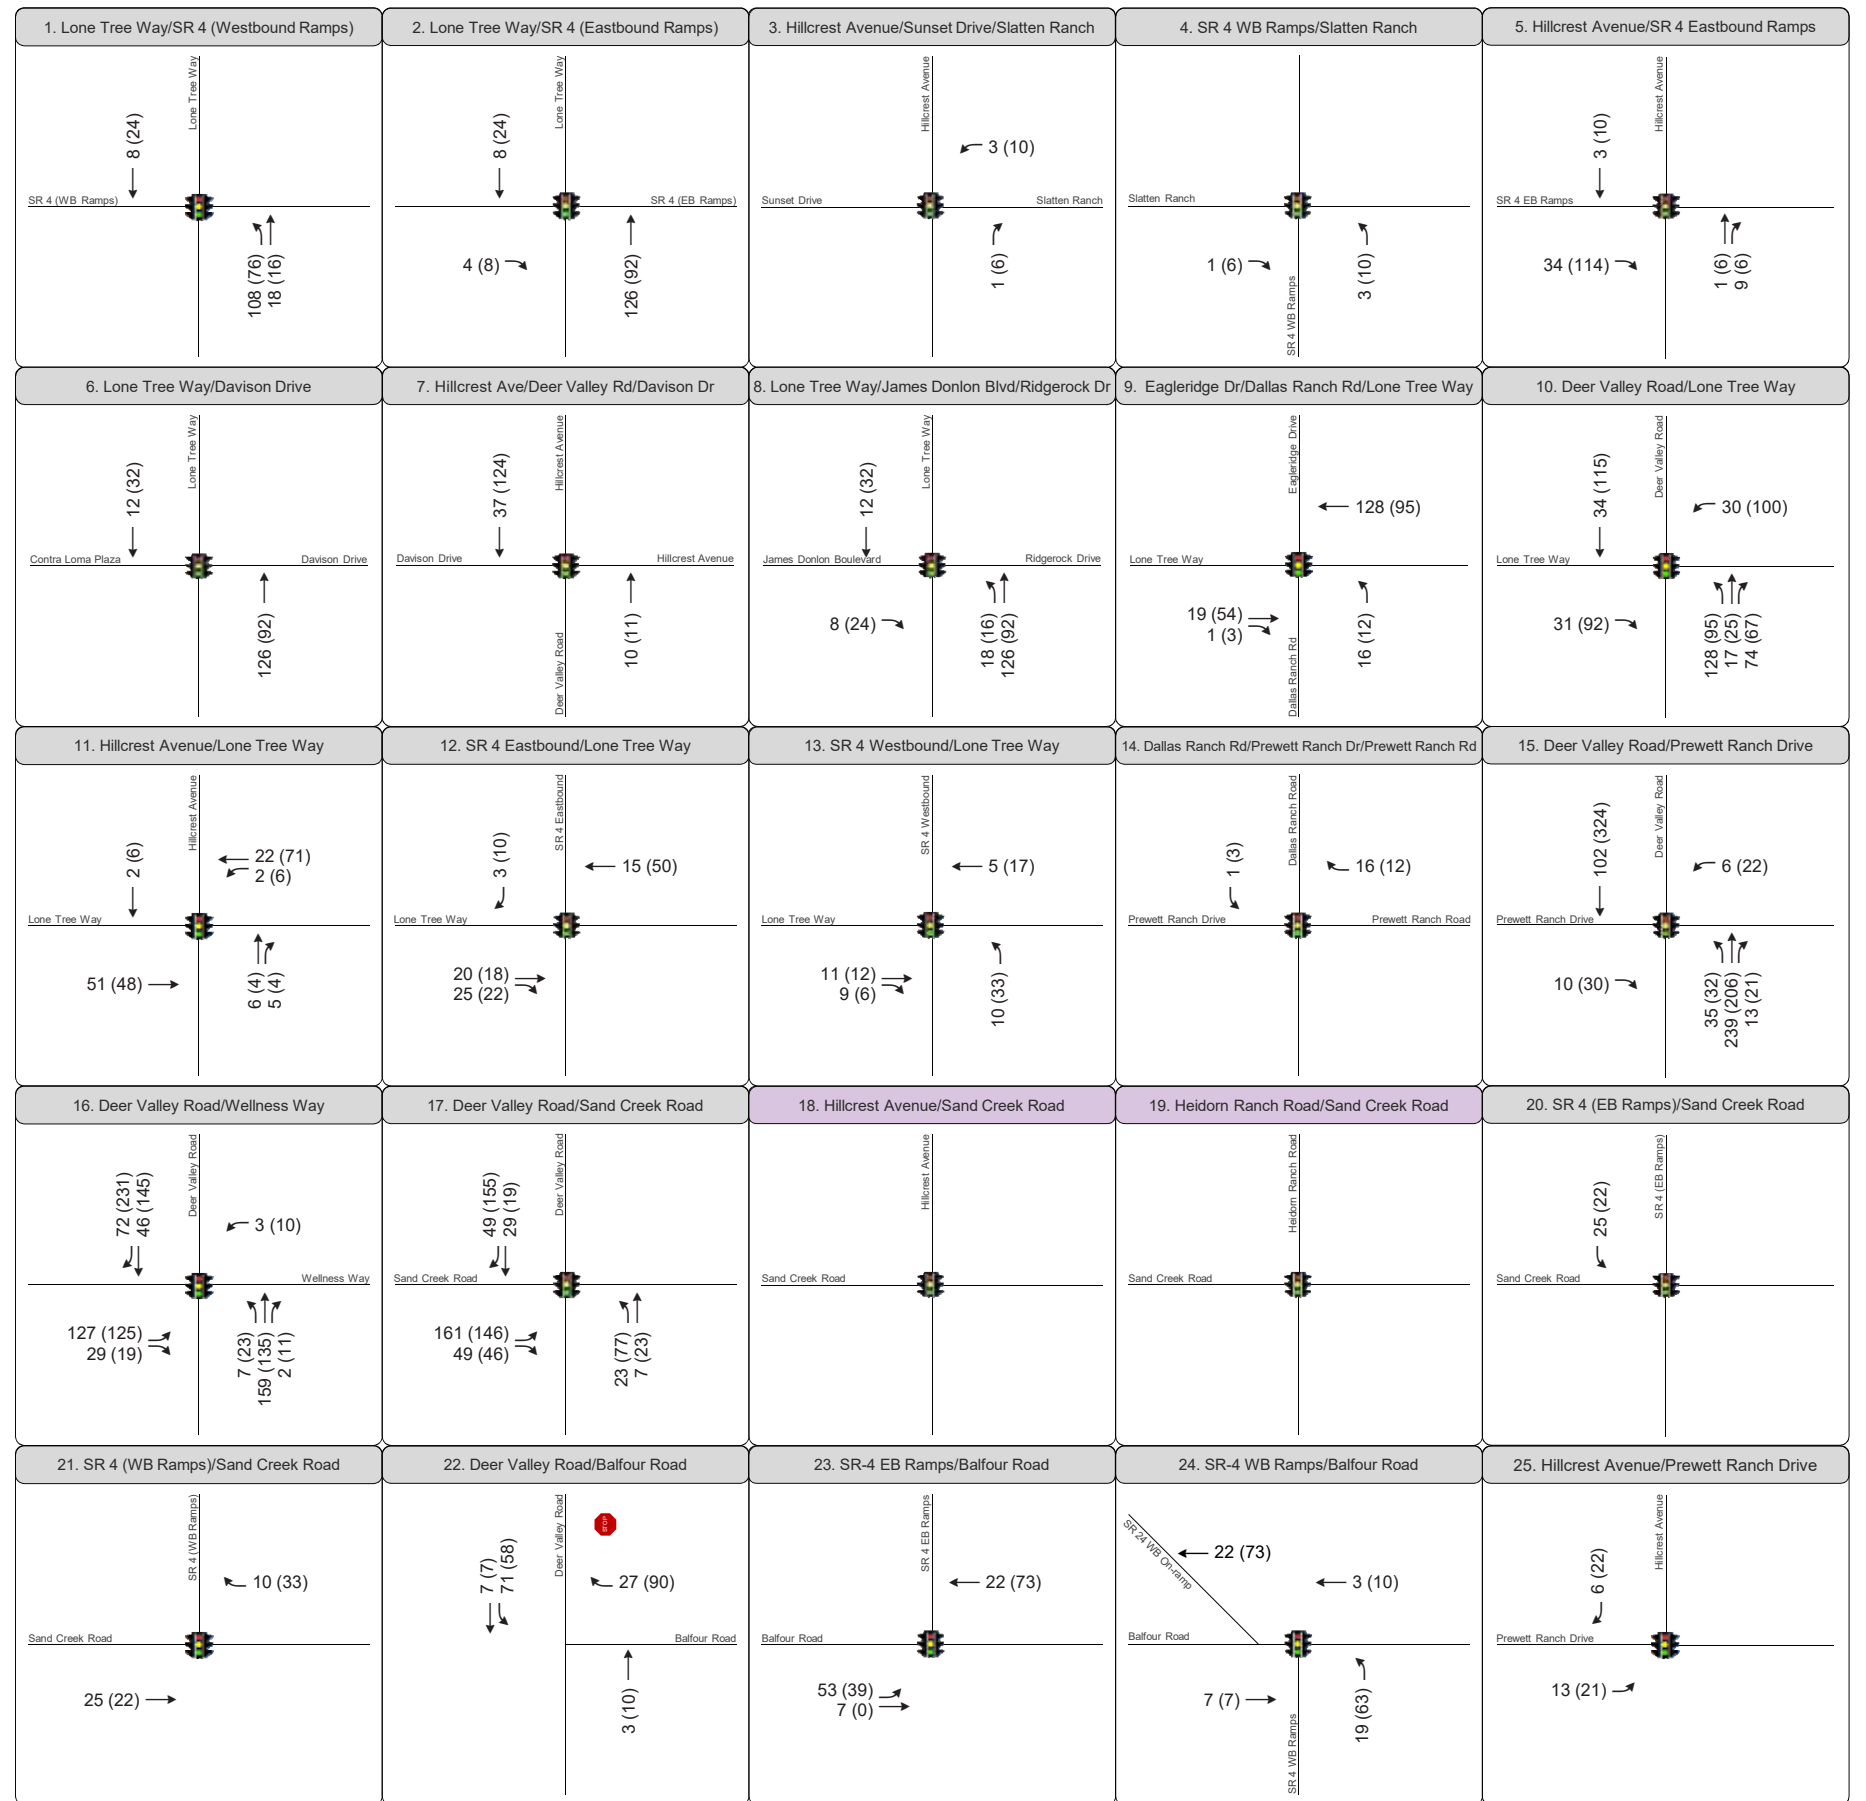 1. Lone Tree Way/SR 4 (Westbound Ramps)
Lone Tree Way
8 (24)
SR 4 (WB Ramps)
108 (76)
18 (16)
2. Lone Tree Way/SR 4 (Eastbound Ramps)
Lone Tree Way
8 (24)
SR 4 (EB Ramps)
4 (8)
126 (92)
3. Hillcrest Avenue/Sunset Drive/Slatten Ranch
Hillcrest Avenue
3 (10)
Sunset Drive
Slatten Ranch
1 (6)
4. SR 4 WB Ramps/Slatten Ranch
Slatten Ranch
1 (6)
SR 4 WB Ramps
3 (10)
5. Hillcrest Avenue/SR 4 Eastbound Ramps
Hillcrest Avenue
3 (10)
SR 4 EB Ramps
34 (114)
1 (6)
9 (6)
6. Lone Tree Way/Davison Drive
Lone Tree Way
12 (32)
Contra Loma Plaza
Davison Drive
126 (92)
7. Hillcrest Ave/Deer Valley Rd/Davison Dr
Hillcrest Avenue
37 (124)
Davison Drive
Hillcrest Avenue
Deer Valley Road
10 (11)
8. Lone Tree Way/James Donlon Blvd/Ridgerock Dr
Lone Tree Way
12 (32)
James Donlon Boulevard
Ridgerock Drive
8 (24)
18 (16)
126 (92)
9. Eagleridge Dr/Dallas Ranch Rd/Lone Tree Way
Eagleridge Drive
128 (95)
Lone Tree Way
19 (54)
1 (3)
Dallas Ranch Rd
16 (12)
10. Deer Valley Road/Lone Tree Way
Deer Valley Road
34 (115)
30 (100)
Lone Tree Way
31 (92)
128 (95)
17 (25)
74 (67)
11. Hillcrest Avenue/Lone Tree Way
Hillcrest Avenue
2 (6)
22 (71)
2 (6)
Lone Tree Way
51 (48)
6 (4)
5 (4)
12. SR 4 Eastbound/Lone Tree Way
SR 4 Eastbound
3 (10)
15 (50)
Lone Tree Way
20 (18)
25 (22)
13. SR 4 Westbound/Lone Tree Way
SR 4 Westbound
5 (17)
Lone Tree Way
11 (12)
9 (6)
10 (33)
14. Dallas Ranch Rd/Prewett Ranch Dr/Prewett Ranch Rd
Dallas Ranch Road
1 (3)
16 (12)
Prewett Ranch Drive
Prewett Ranch Road
15. Deer Valley Road/Prewett Ranch Drive
Deer Valley Road
102 (324)
6 (22)
Prewett Ranch Drive
10 (30)
35 (32)
239 (206)
13 (21)
16. Deer Valley Road/Wellness Way
Deer Valley Road
72 (231)
46 (145)
3 (10)
Wellness Way
127 (125)
29 (19)
7 (23)
159 (135)
2 (11)
17. Deer Valley Road/Sand Creek Road
Deer Valley Road
49 (155)
29 (19)
Sand Creek Road
161 (146)
49 (46)
23 (77)
7 (23)
18. Hillcrest Avenue/Sand Creek Road
Hillcrest Avenue
Sand Creek Road
19. Heidorn Ranch Road/Sand Creek Road
Heidorn Ranch Road
Sand Creek Road
20. SR 4 (EB Ramps)/Sand Creek Road
SR 4 (EB Ramps)
25 (22)
Sand Creek Road
21. SR 4 (WB Ramps)/Sand Creek Road
SR 4 (WB Ramps)
10 (33)
Sand Creek Road
25 (22)
22. Deer Valley Road/Balfour Road
Deer Valley Road
STOP
7 (7)
71 (58)
27 (90)
Balfour Road
3 (10)
23. SR-4 EB Ramps/Balfour Road
SR 4 EB Ramps
22 (73)
Balfour Road
53 (39)
7 (0)
24. SR-4 WB Ramps/Balfour Road
SR 24 WB On-ramp
22 (73)
3 (10)
Balfour Road
7 (7)
SR 4 WB Ramps
19 (63)
25. Hillcrest Avenue/Prewett Ranch Drive
Hillcrest Avenue
6 (22)
Prewett Ranch Drive
13 (21)